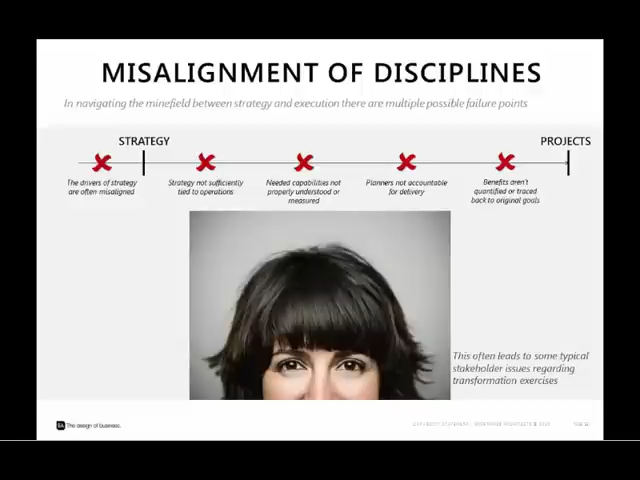 MISALIGNMENT OF DISCIPLINES
In navigating the minefield between strategy and execution there are multiple possible failure points
STRATEGY
PROJECTS
The drivers of strategy
are often misaligned
Strategy not sufficiently
tied to operations
Needed capabilities not
properly understood or
measured
Planners not accountable
for delivery
Benefits aren't
quantified or traced
back to original goals
This often leads to some typical
stakeholder issues regarding
transformation exercises
The design of business.